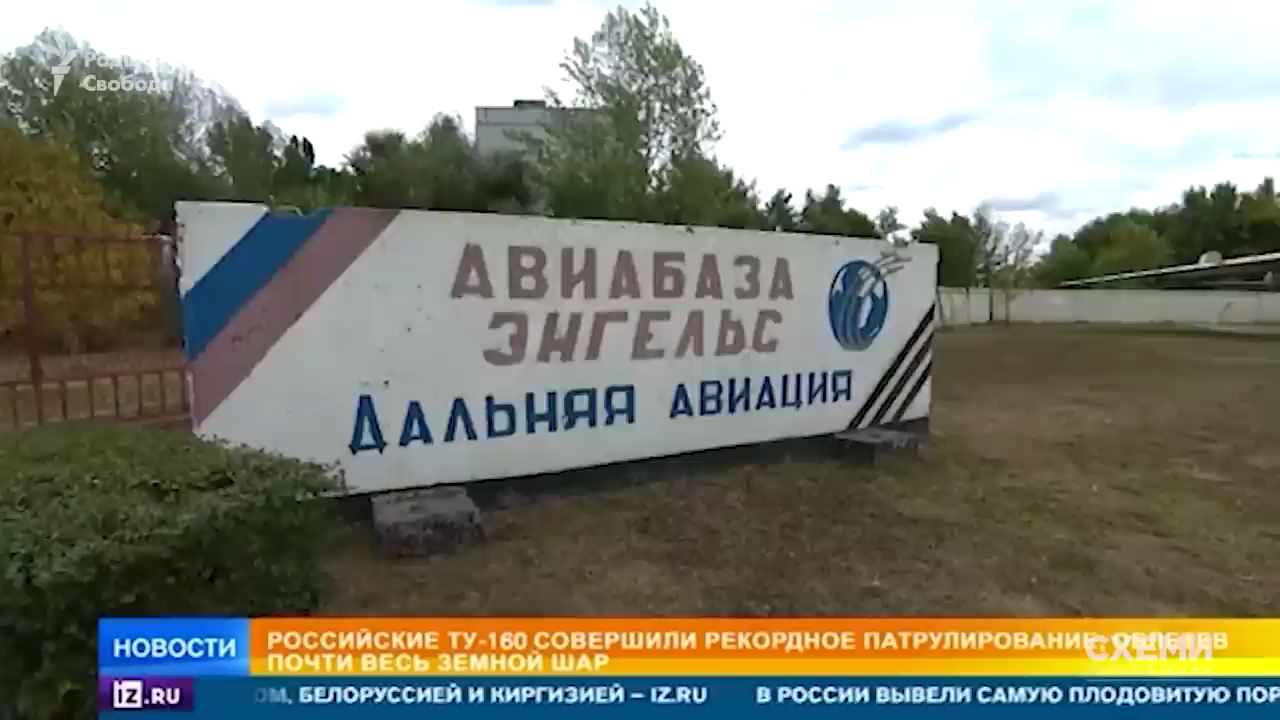 Радіо
Свобода
АВИАБАЗА
ЭНГЕЛЬС
ДАЛЬНЯЯ АВИАЦИЯ
НОВОСТИ
РОССИЙСКИЕ ТУ-160 СОВЕРШИЛИ РЕКОРДНОЕ ПАТРУЛИРОВАНИЕ,
ПОЧТИ ВЕСЬ ЗЕМНОЙ ШАР
СХЕМИ
iz.RU
БЕЛОРУССИЕЙ И КИРГИЗИЕЙ – IZ.RU В РОССИИ ВЫВЕЛИ САМУЮ ПЛОДОВИТУЮ